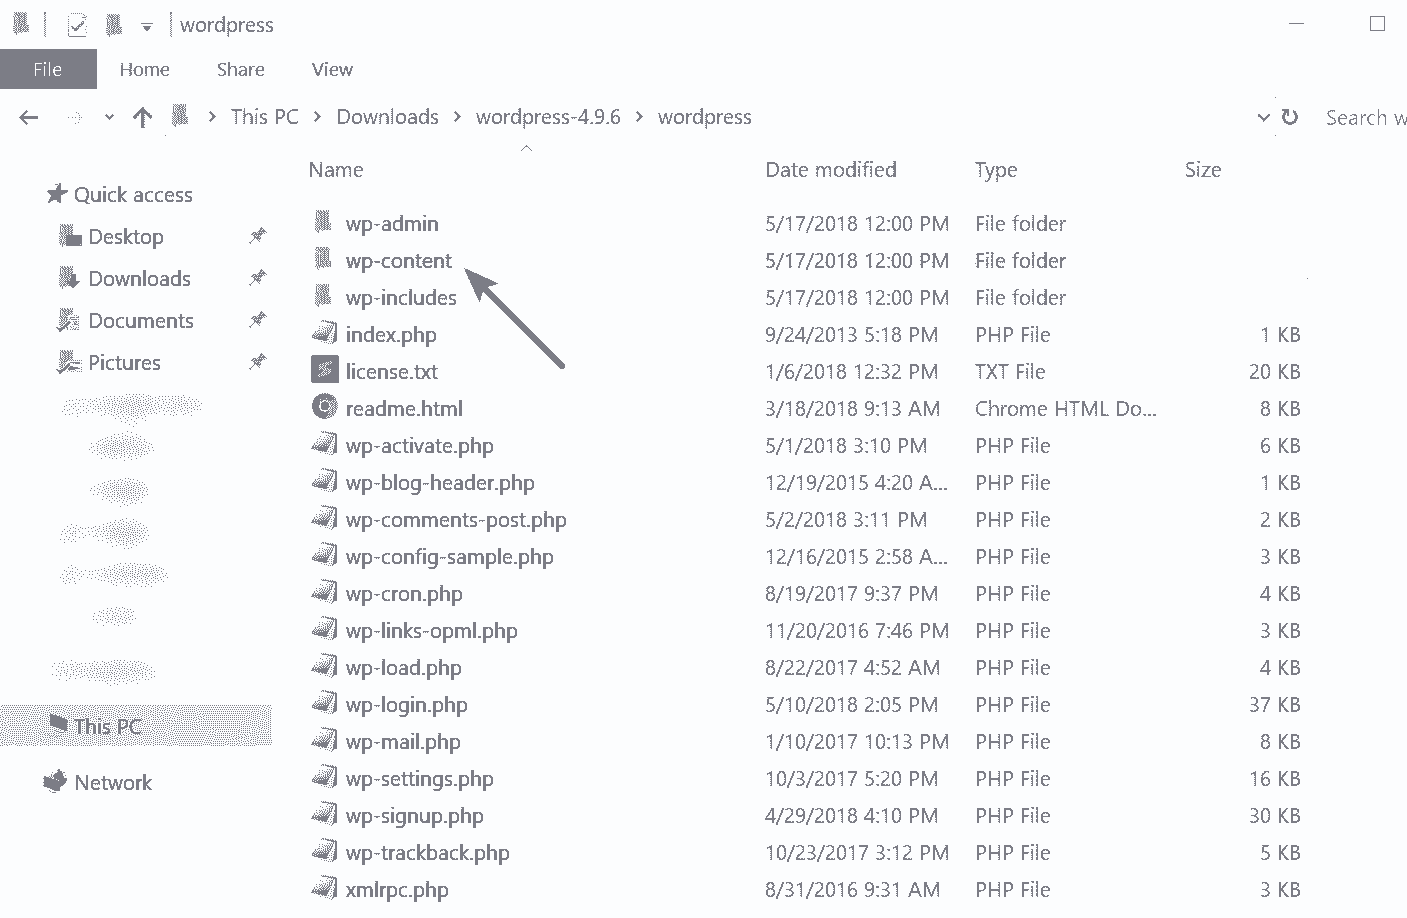 wordpress
File Home Share View
This PC > Downloads > wordpress-4.9.6 > wordpress
Search w
Name Date modified Type Size
Quick access
Desktop
Downloads
Documents
Pictures
This PC
Network
wp-admin 5/17/2018 12:00 PM File folder
wp-content 5/17/2018 12:00 PM File folder
wp-includes 5/17/2018 12:00 PM File folder
index.php 9/24/2013 5:18 PM PHP File 1 KB
license.txt 1/6/2018 12:32 PM TXT File 20 KB
readme.html 3/18/2018 9:13 AM Chrome HTML Do... 8 KB
wp-activate.php 5/1/2018 3:10 PM PHP File 6 KB
wp-blog-header.php 12/19/2015 4:20 A... PHP File 1 KB
wp-comments-post.php 5/2/2018 3:11 PM PHP File 2 KB
wp-config-sample.php 12/16/2015 2:58 A... PHP File 3 KB
wp-cron.php 8/19/2017 9:37 PM PHP File 4 KB
wp-links-opml.php 11/20/2016 7:46 PM PHP File 3 KB
wp-load.php 8/22/2017 4:52 AM PHP File 4 KB
wp-login.php 5/10/2018 2:05 PM PHP File 37 KB
wp-mail.php 1/10/2017 10:13 PM PHP File 8 KB
wp-settings.php 10/3/2017 5:20 PM PHP File 16 KB
wp-signup.php 4/29/2018 4:10 PM PHP File 30 KB
wp-trackback.php 10/23/2017 3:12 PM PHP File 5 KB
xmlrpc.php 8/31/2016 9:31 AM PHP File 3 KB